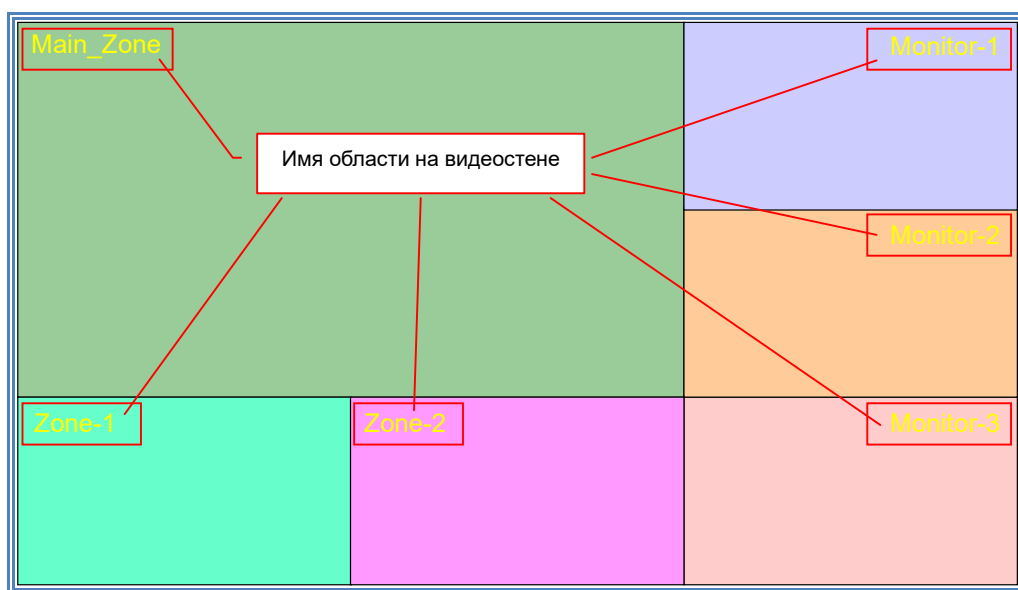 Main_Zone
Monitor-1
Имя области на видеостене
Monitor-2
Zone-1
Zone-2
Monitor-3